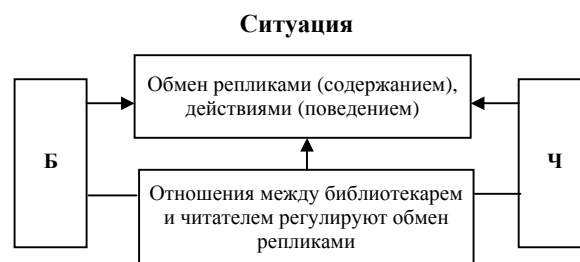 Ситуация
Обмен репликами (содержанием),
действиями (поведением)
Б
Ч
Отношения между библиотекарем
и читателем регулируют обмен
репликами